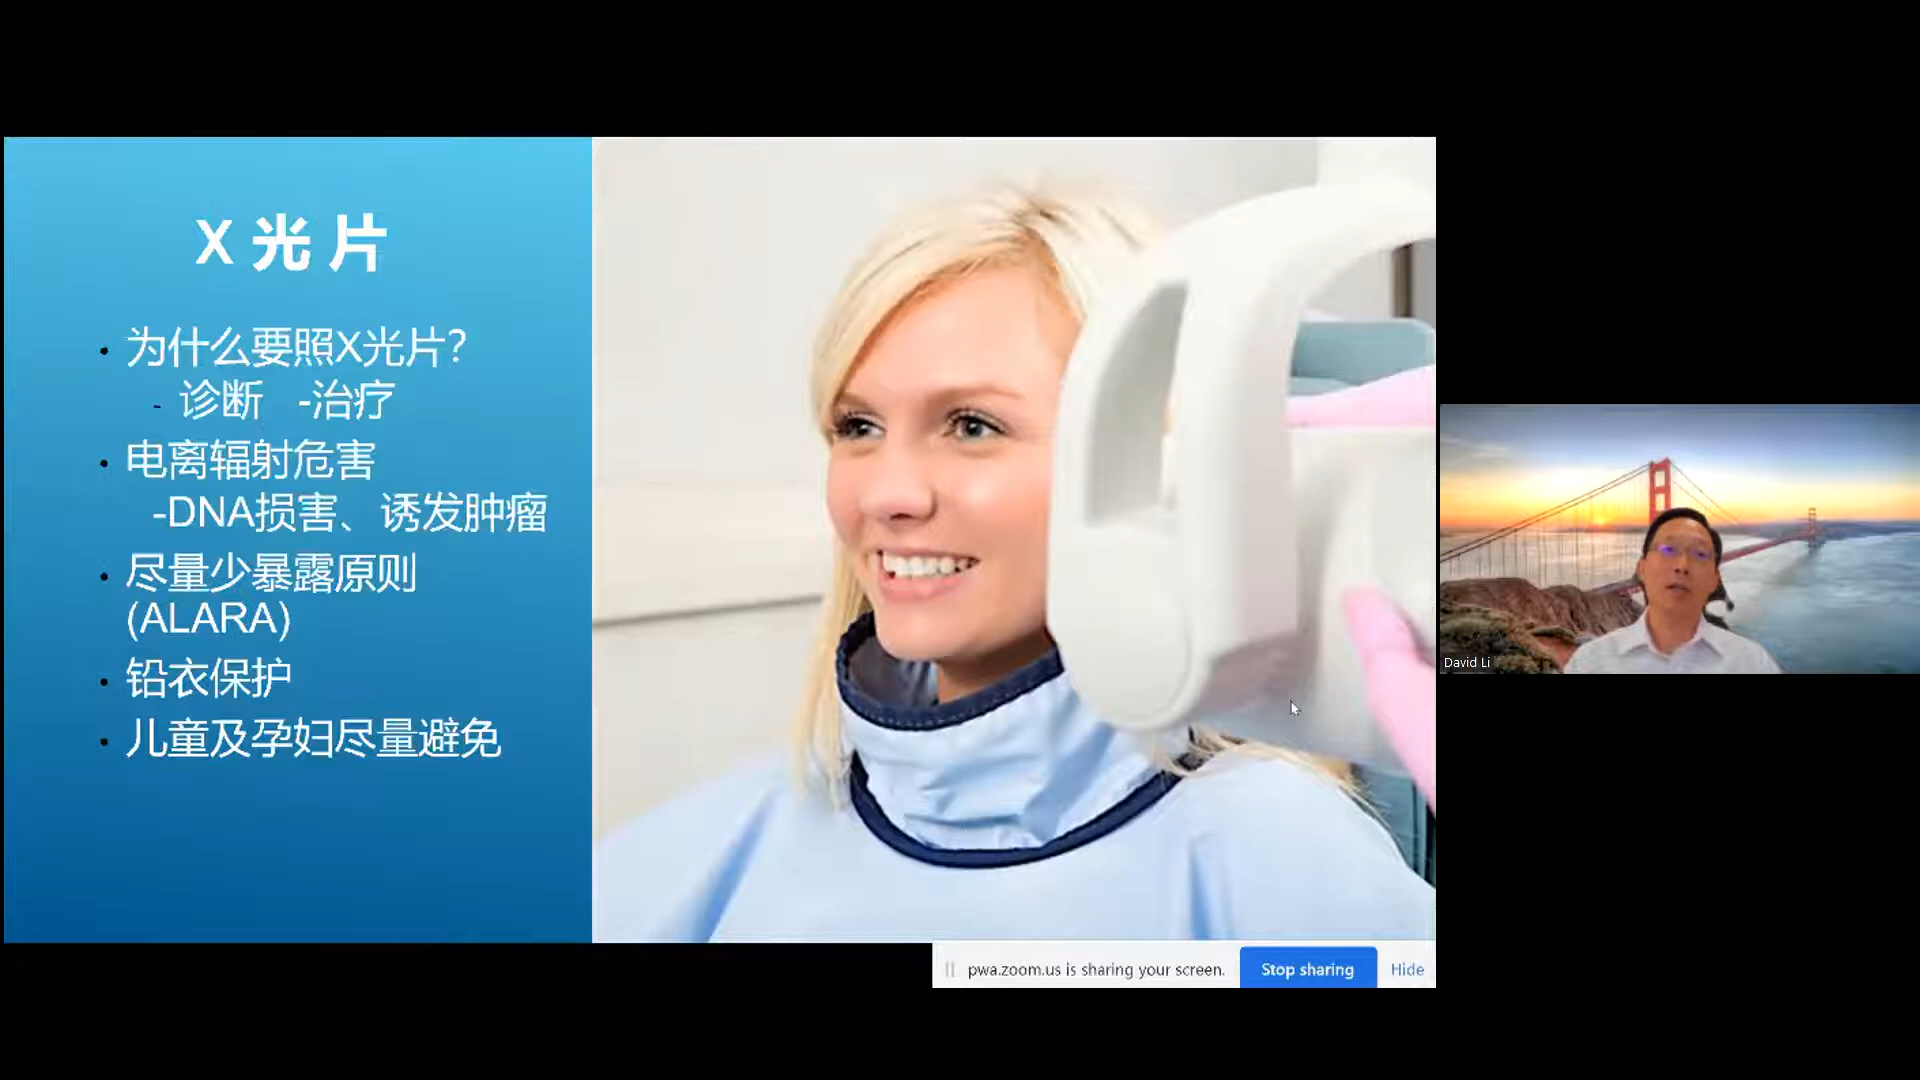 X 光 片
• 为什么要照X光片？
- 诊断 -治疗
• 电离辐射危害
-DNA损害、诱发肿瘤
• 尽量少暴露原则
(ALARA)
• 铅衣保护
• 儿童及孕妇尽量避免
David Li
pwa.zoom.us is sharing your screen.
Stop sharing
Hide